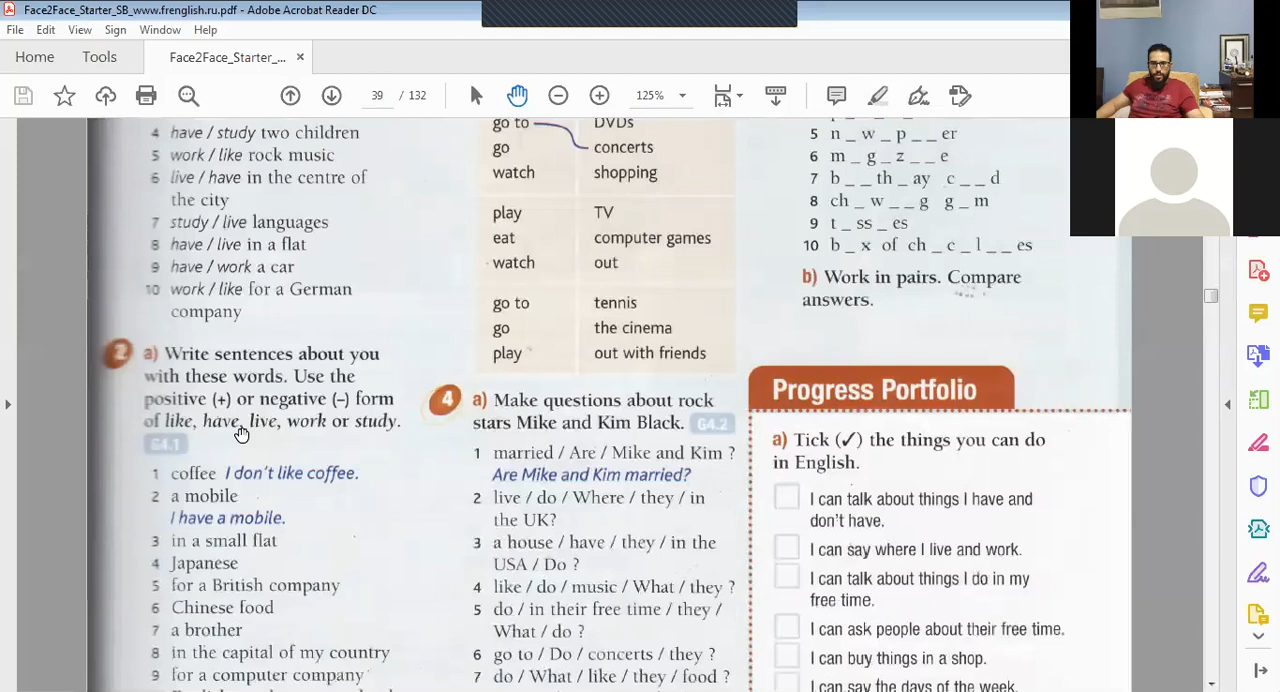 Face2Face_Starter_SB_www.frenglish.ru.pdf - Adobe Acrobat Reader DC
File Edit View Sign Window Help
Home Tools Face2Face_Starter_... ×
39 / 132 125%
4 have / study two children
5 work / like rock music
6 live / have in the centre of
the city
7 study / live languages
8 have / live in a flat
9 have / work a car
10 work / like for a German
company
2 a) Write sentences about you
with these words. Use the
positive (+) or negative (–) form
of like, have, live, work or study.
G4.1
1 coffee I don't like coffee.
2 a mobile
I have a mobile.
3 in a small flat
4 Japanese
5 for a British company
6 Chinese food
7 a brother
8 in the capital of my country
9 for a computer company
go to DVDs
go concerts
watch shopping
play TV
eat computer games
watch out
go to tennis
go the cinema
play out with friends
4 a) Make questions about rock
stars Mike and Kim Black. G4.2
1 married / Are / Mike and Kim ?
Are Mike and Kim married?
2 live / do / Where / they / in
the UK?
3 a house / have / they / in the
USA / Do ?
4 like / do / music / What / they ?
5 do / in their free time / they /
What / do ?
6 go to / Do / concerts / they ?
7 do / What / like / they / food ?
5 n _ w _ p _ _ er
6 m _ g _ z _ _ e
7 b _ _ th _ ay c _ _ d
8 ch _ w _ _ g g _ m
9 t _ ss _ es
10 b _ x of ch _ c _ l _ _ es
b) Work in pairs. Compare
answers.
Progress Portfolio
a) Tick (✓) the things you can do
in English.
I can talk about things I have and
don't have.
I can say where I live and work.
I can talk about things I do in my
free time.
I can ask people about their free time.
I can buy things in a shop.
I can say the days of the week.